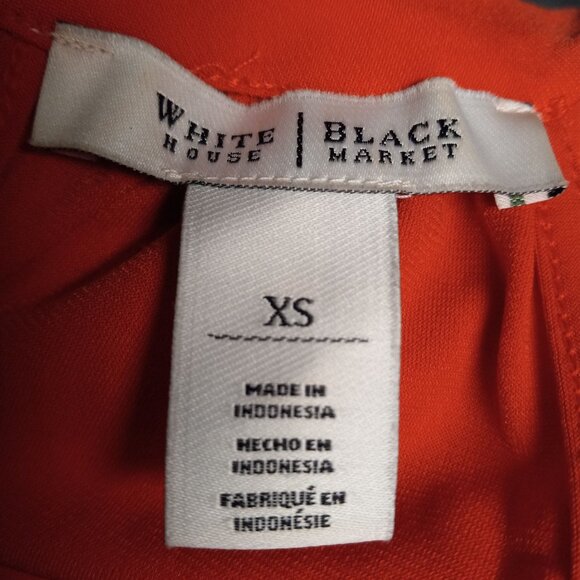 WHITE | BLACK
HOUSE | MARKET
XS
MADE IN
INDONESIA
HECHO EN
INDONESIA
FABRIQUÉ EN
INDONÉSIE